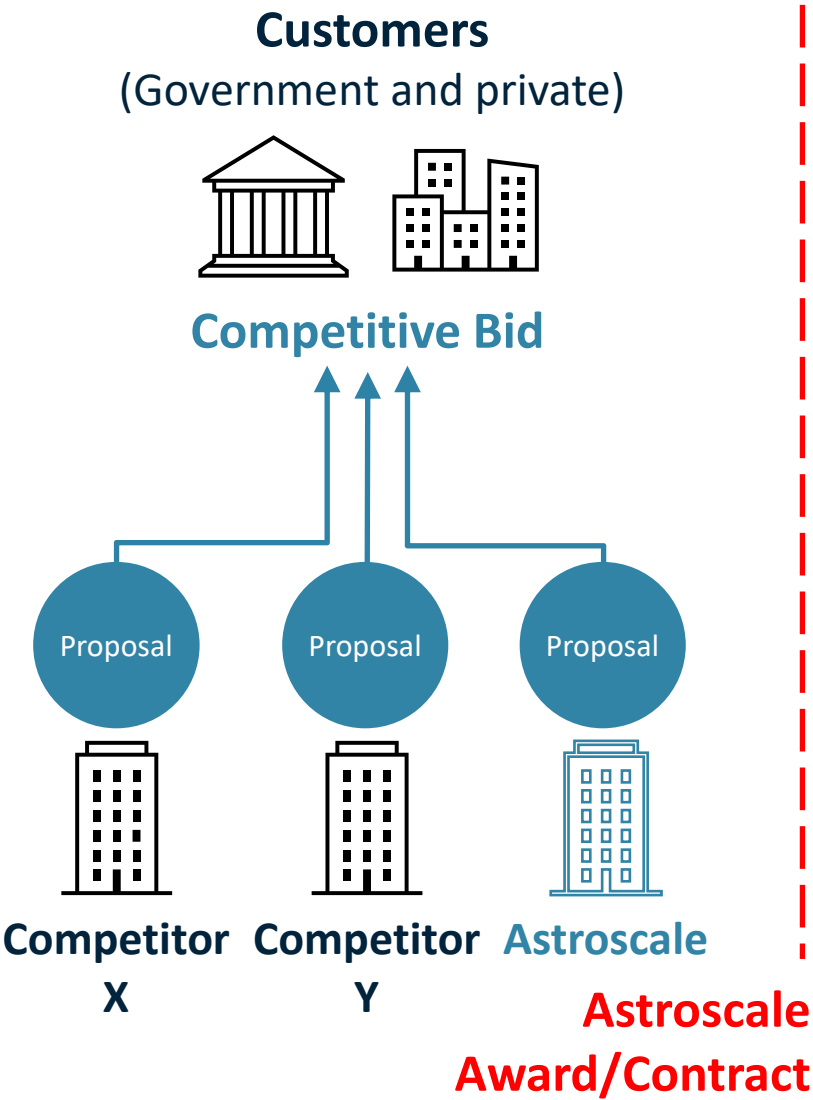 Customers
(Government and private)
Competitive Bid
Proposal
Proposal
Proposal
Competitor
X
Competitor
Y
Astroscale
Astroscale
Award/Contract